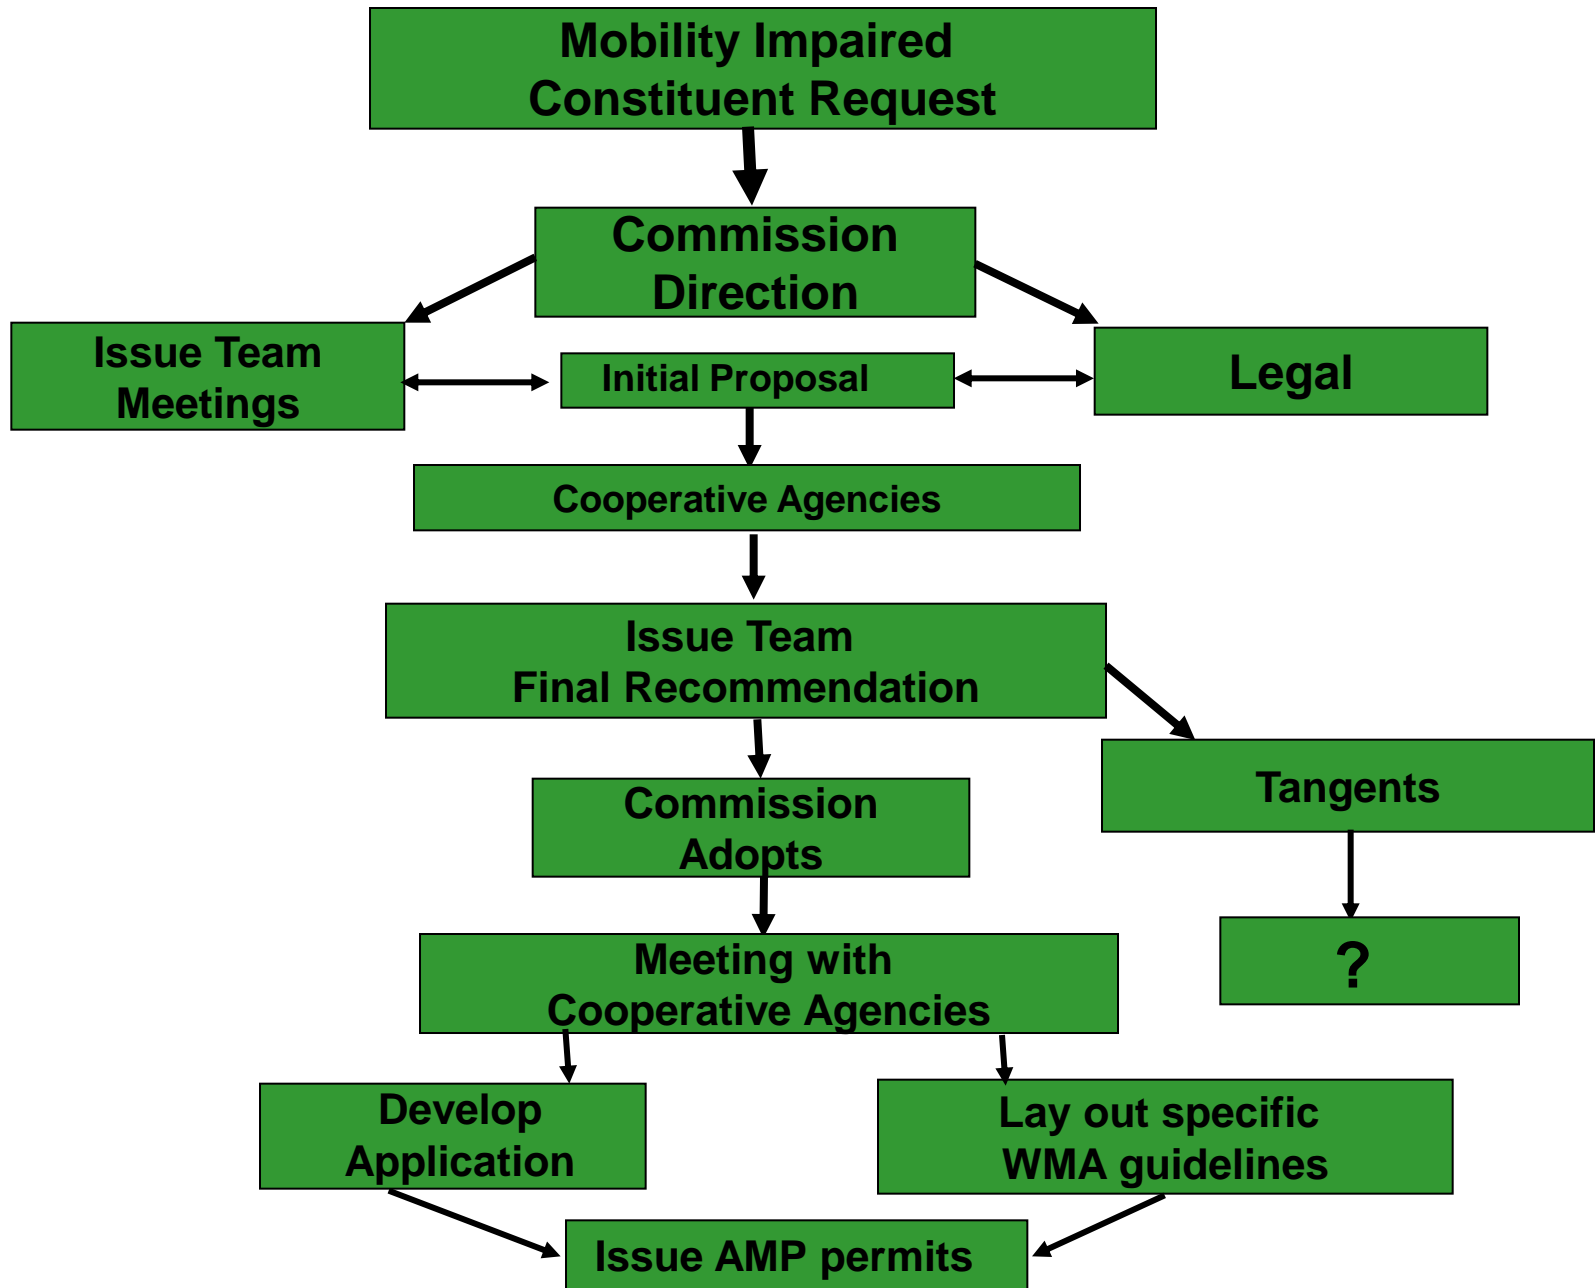 Mobility Impaired
Constituent Request
Commission
Direction
Issue Team
Meetings
Initial Proposal
Legal
Cooperative Agencies
Issue Team
Final Recommendation
Tangents
Commission
Adopts
?
Meeting with
Cooperative Agencies
Develop
Application
Lay out specific
WMA guidelines
Issue AMP permits